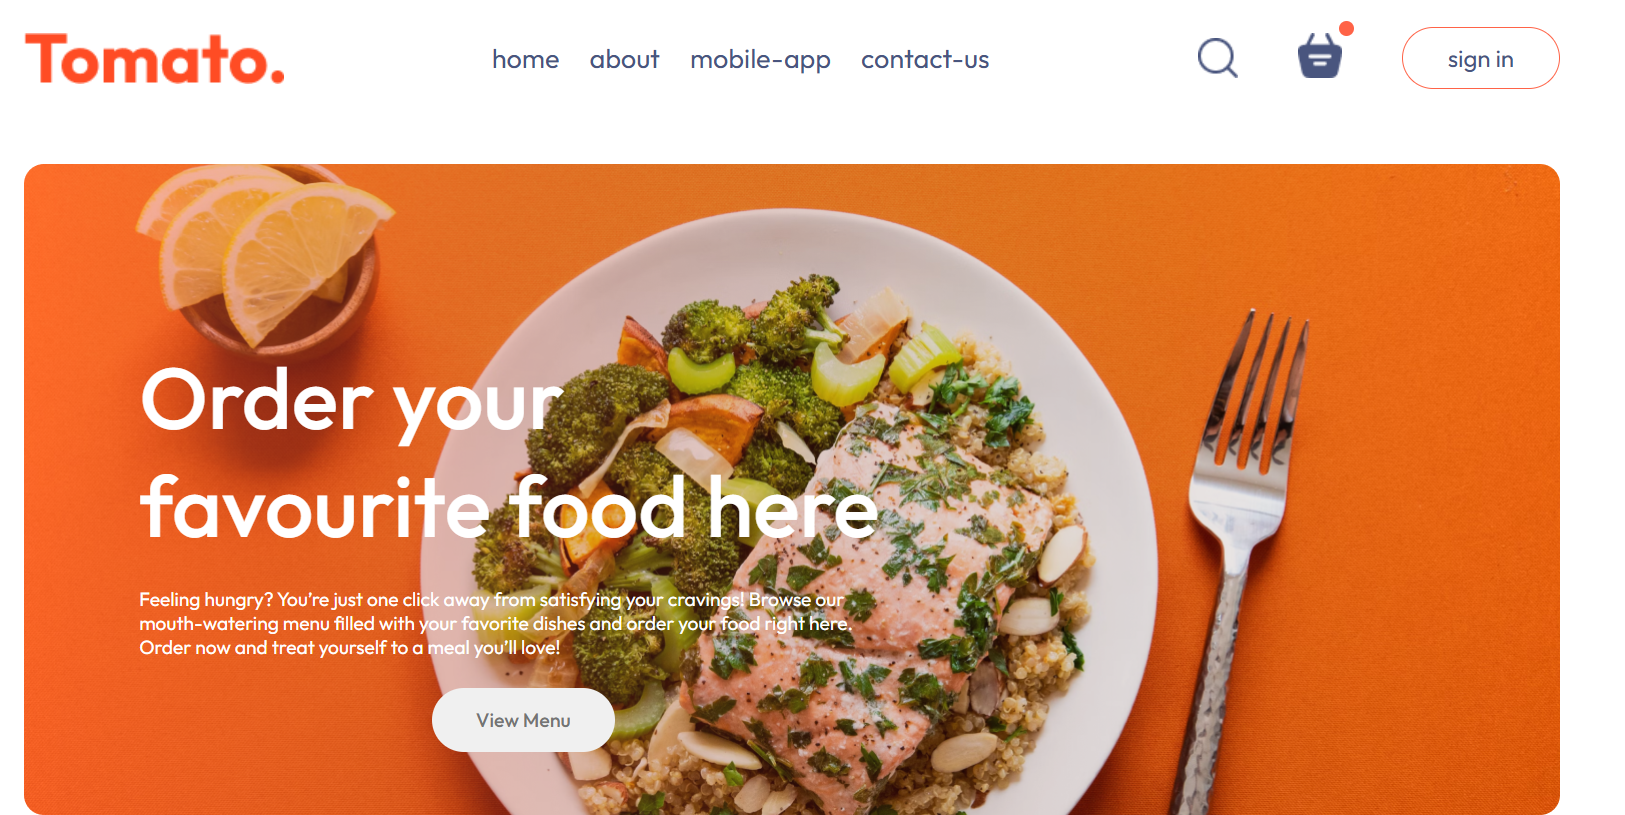 Tomato.
home about mobile-app contact-us
sign in
Order your
favourite food here
Feeling hungry? You’re just one click away from satisfying your cravings! Browse our
mouth-watering menu filled with your favorite dishes and order your food right here.
Order now and treat yourself to a meal you’ll love!
View Menu